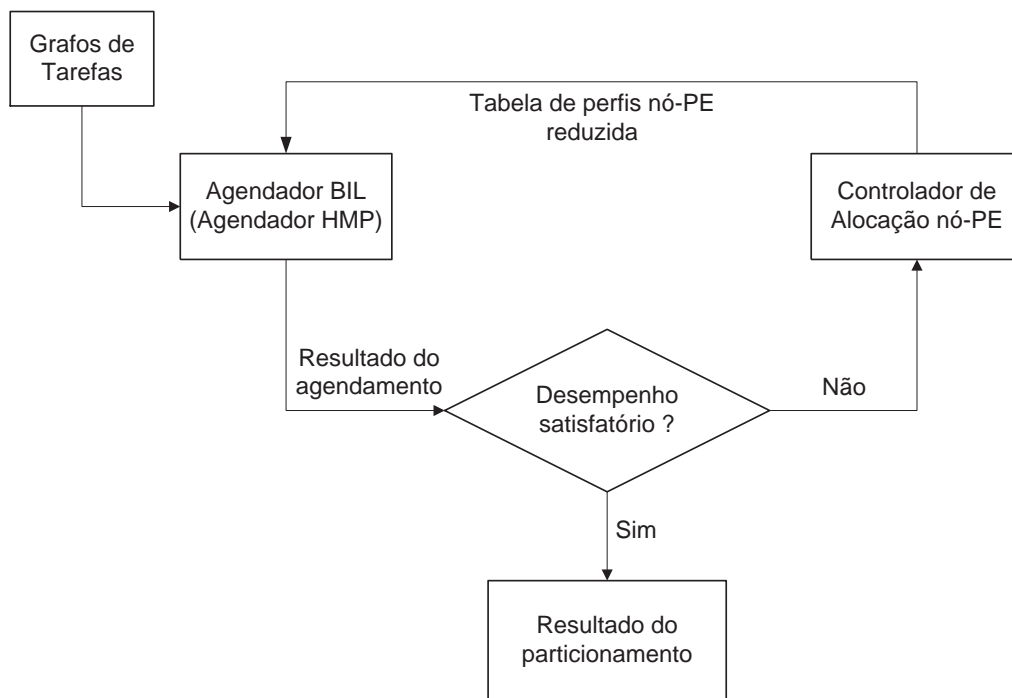 Grafos de
Tarefas
Tabela de perfis nó-PE
reduzida
Agendador BIL
(Agendador HMP)
Controlador de
Alocação nó-PE
Resultado do
agendamento
Desempenho
satisfatório ?
Não
Sim
Resultado do
particionamento